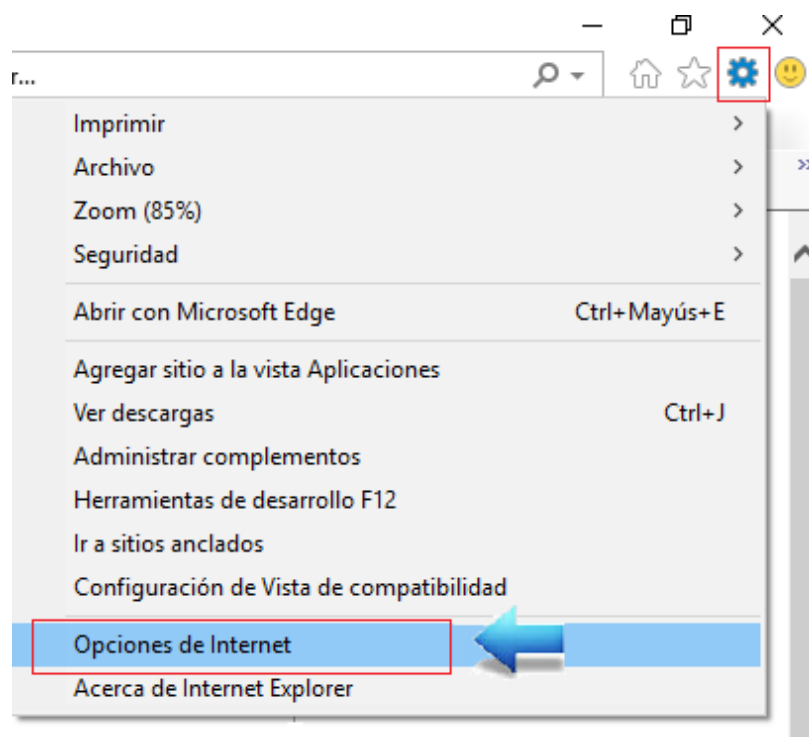 r...
Imprimir
Archivo
Zoom (85%)
Seguridad
Abrir con Microsoft Edge Ctrl+Mayús+E
Agregar sitio a la vista Aplicaciones
Ver descargas Ctrl+J
Administrar complementos
Herramientas de desarrollo F12
Ir a sitios anclados
Configuración de Vista de compatibilidad
Opciones de Internet
Acerca de Internet Explorer